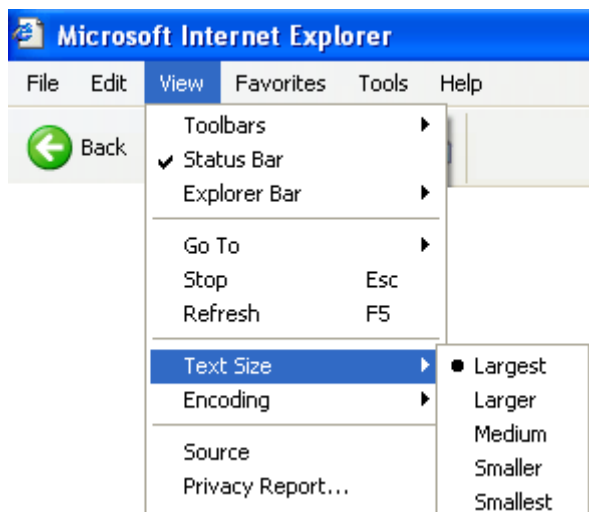 Microsoft Internet Explorer
File Edit View Favorites Tools Help
Back
Toolbars
Status Bar
Explorer Bar
Go To
Stop Esc
Refresh F5
Text Size
Encoding
Source
Privacy Report...
Largest
Larger
Medium
Smaller
Smallest